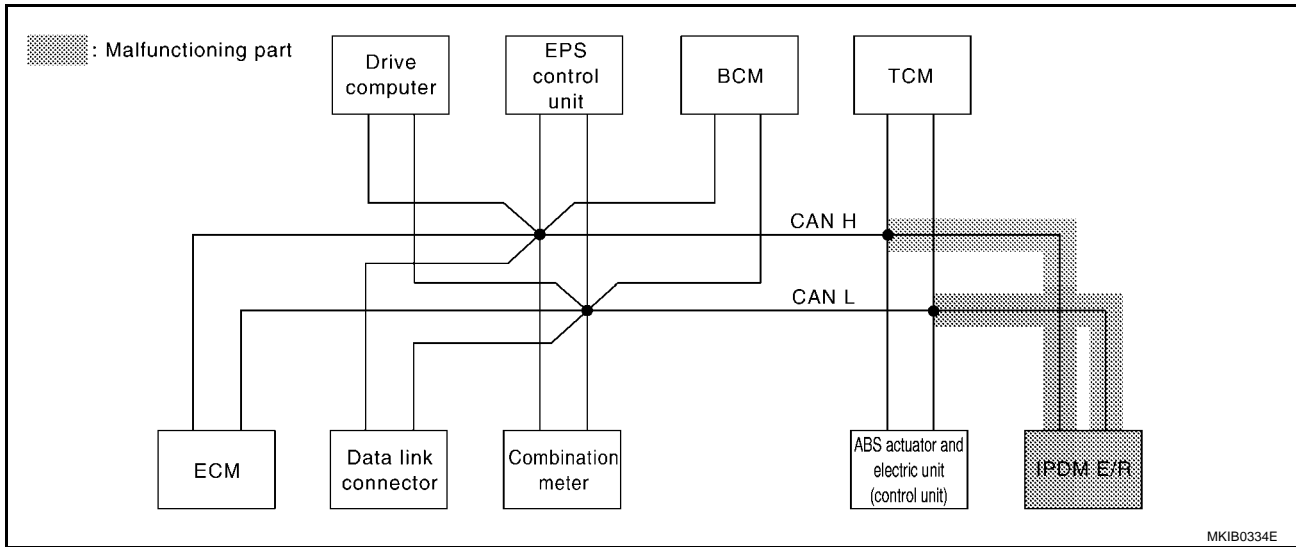 : Malfunctioning part
Drive
computer
EPS
control
unit
BCM
TCM
CAN H
CAN L
ECM
Data link
connector
Combination
meter
ABS actuator and
electric unit
(control unit)
IPDM E/R
MKIB0334E